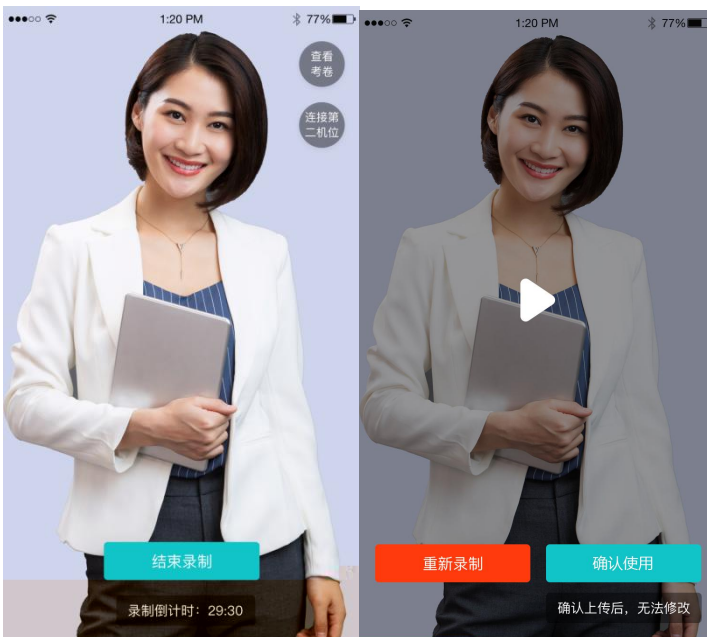 1:20 PM
77%
查看
考卷
连接第
二机位
结束录制
录制倒计时：29:30
1:20 PM
77%
重新录制
确认使用
确认上传后，无法修改